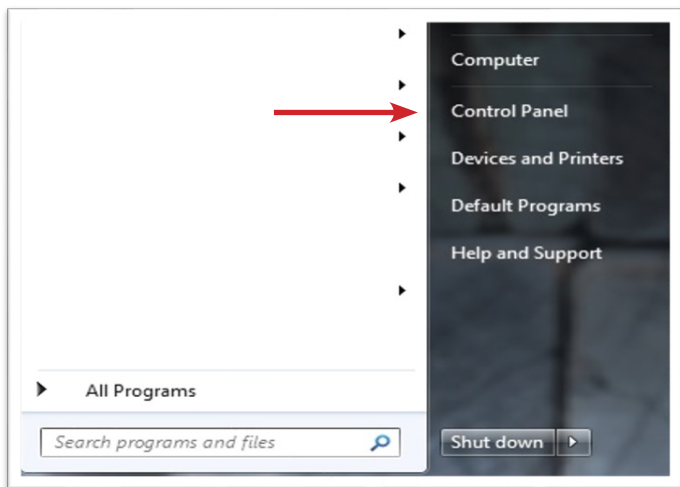 Computer
Control Panel
Devices and Printers
Default Programs
Help and Support
All Programs
Search programs and files
Shut down